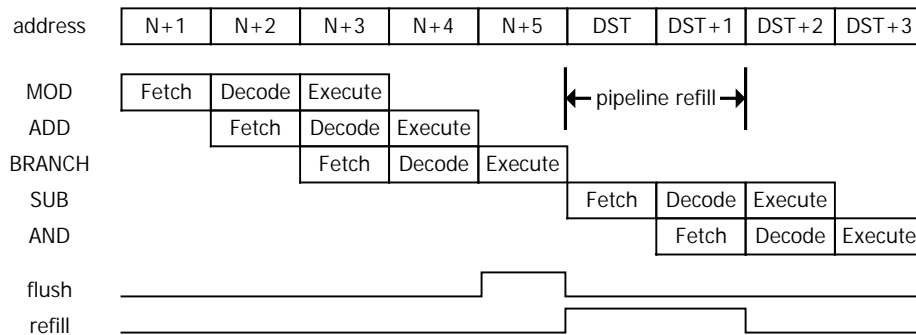 address N+1 N+2 N+3 N+4 N+5 DST DST+1 DST+2 DST+3
MOD Fetch Decode Execute pipeline refill
ADD Fetch Decode Execute
BRANCH Fetch Decode Execute
SUB Fetch Decode Execute
AND Fetch Decode Execute
flush
refill